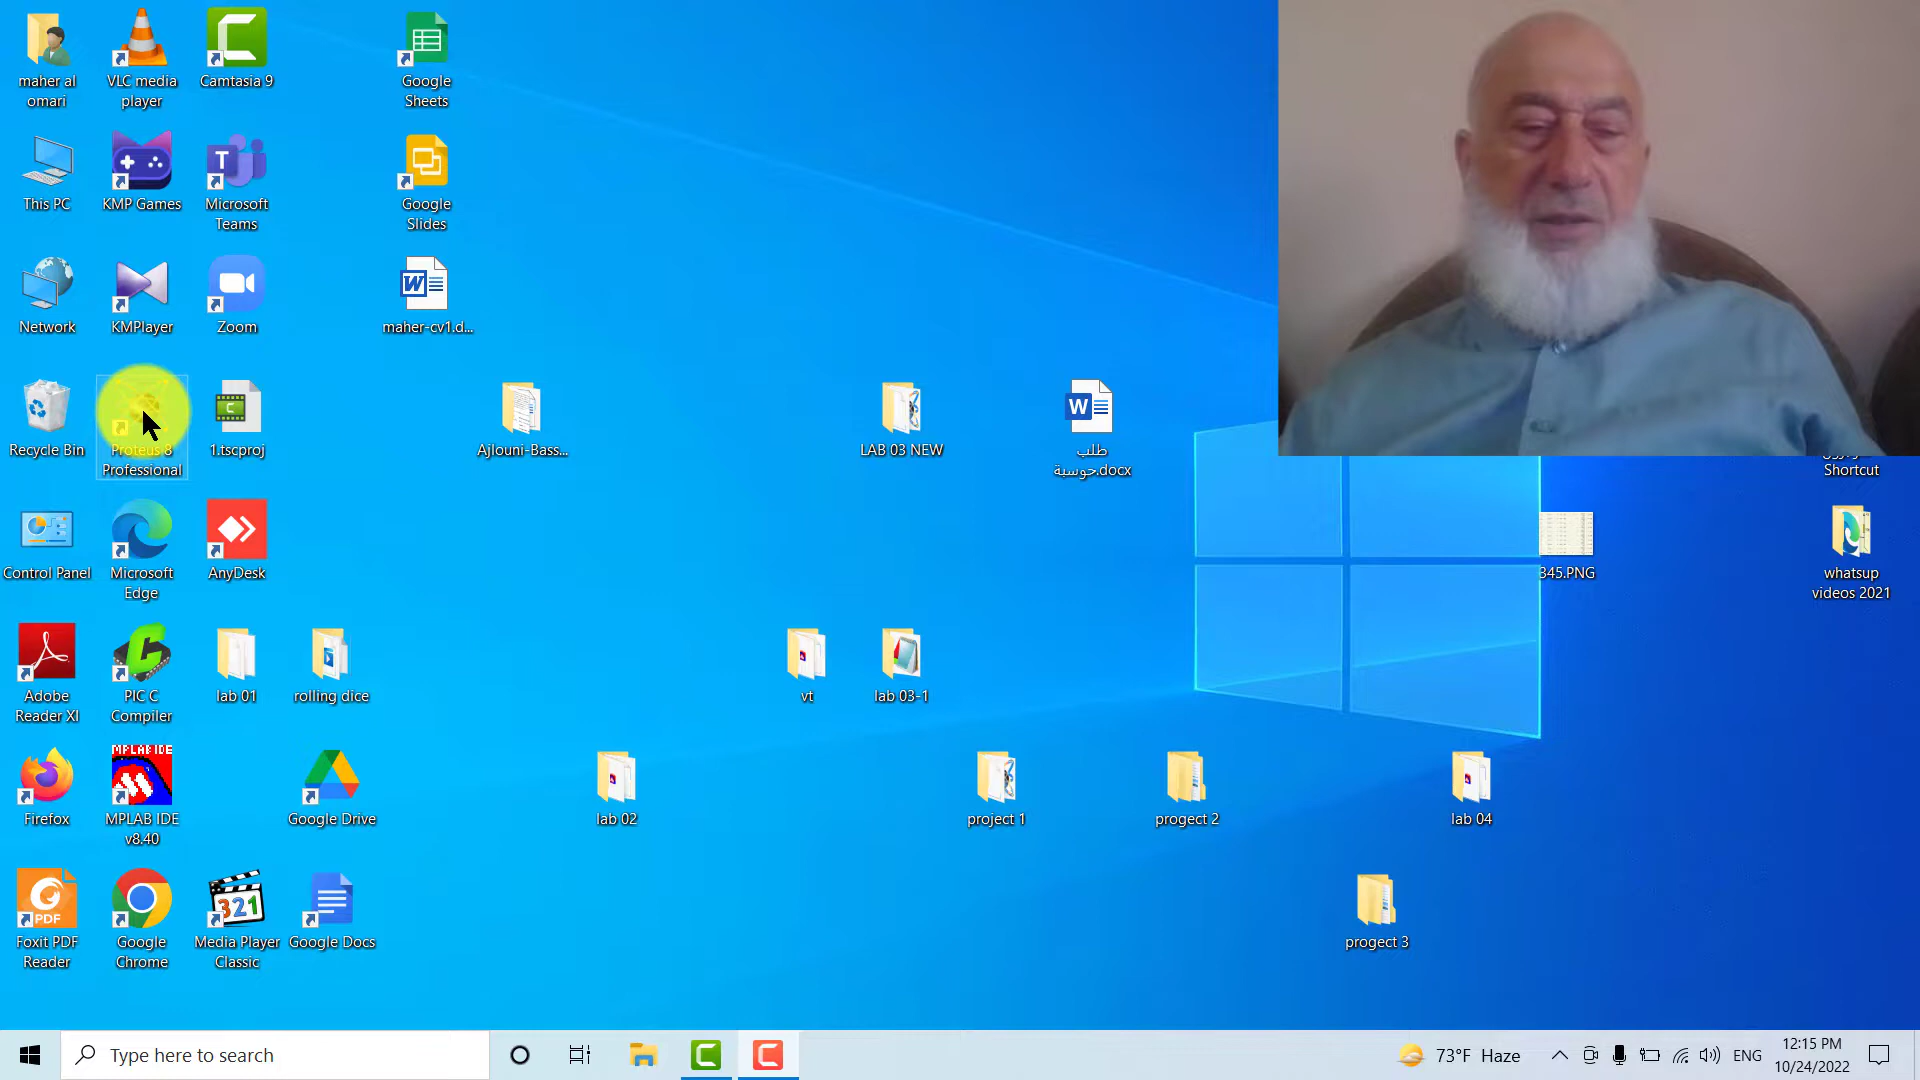 maher al
omari
VLC media
player
Camtasia 9
Google
Sheets
This PC
KMP Games
Microsoft
Teams
Google
Slides
Network
KMPlayer
Zoom
maher-cv1.d...
Recycle Bin
Proteus 8
Professional
1.tscproj
Ajlouni-Bass...
LAB 03 NEW
طلب
حوسبة.docx
Shortcut
Control Panel
Microsoft
Edge
AnyDesk
345.PNG
whatsup
videos 2021
Adobe
Reader XI
PIC C
Compiler
lab 01
rolling dice
vt
lab 03-1
MPLAB IDE
Firefox
MPLAB IDE
v8.40
Google Drive
lab 02
project 1
progect 2
lab 04
PDF
321
Foxit PDF
Reader
Google
Chrome
Media Player
Classic
Google Docs
progect 3
Type here to search
73°F Haze
ENG
12:15 PM
10/24/2022